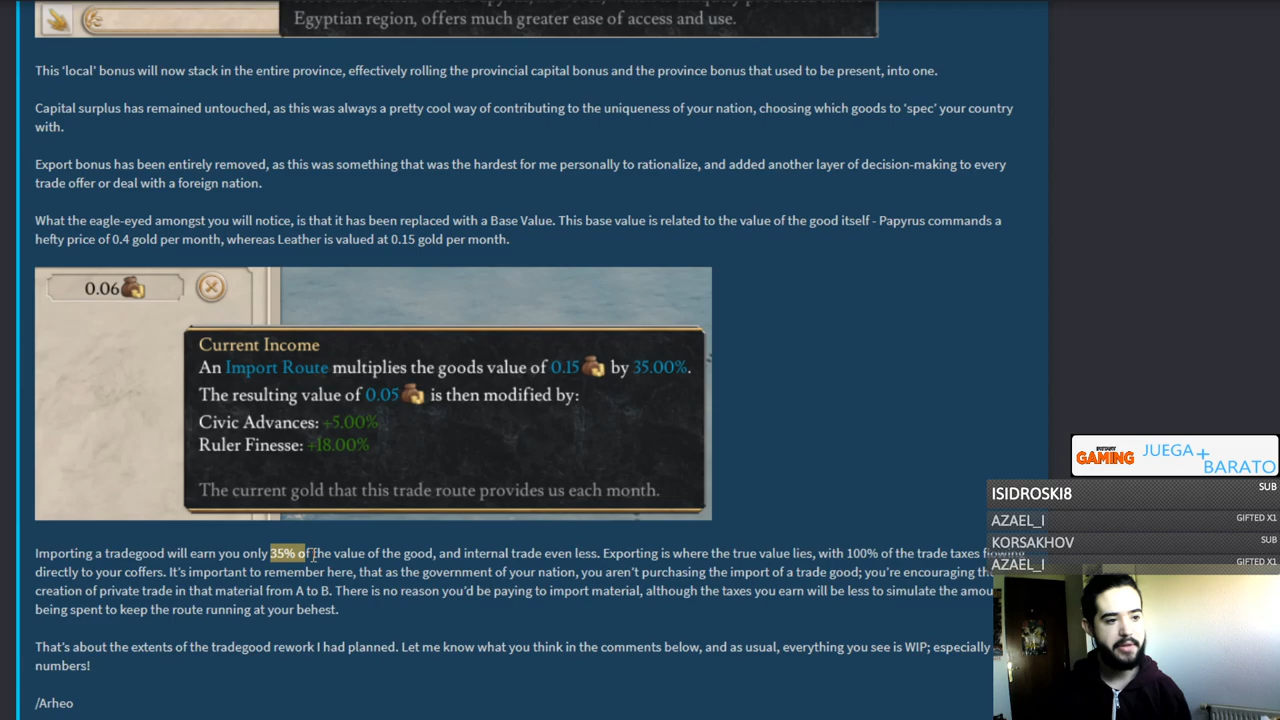 Egyptian region, offers much greater ease of access and use.
This ‘local’ bonus will now stack in the entire province, effectively rolling the provincial capital bonus and the province bonus that used to be present, into one.
Capital surplus has remained untouched, as this was always a pretty cool way of contributing to the uniqueness of your nation, choosing which goods to ‘spec’ your country
with.
Export bonus has been entirely removed, as this was something that was the hardest for me personally to rationalize, and added another layer of decision-making to every
trade offer or deal with a foreign nation.
What the eagle-eyed amongst you will notice, is that it has been replaced with a Base Value. This base value is related to the value of the good itself - Papyrus commands a
hefty price of 0.4 gold per month, whereas Leather is valued at 0.15 gold per month.
0.06
Current Income
An Import Route multiplies the goods value of 0.15 by 35.00%.
The resulting value of 0.05 is then modified by:
Civic Advances: +5.00%
Ruler Finesse: +18.00%
The current gold that this trade route provides us each month.
Importing a tradegood will earn you only 35% of the value of the good, and internal trade even less. Exporting is where the true value lies, with 100% of the trade taxes flowing
directly to your coffers. It’s important to remember here, that as the government of your nation, you aren’t purchasing the import of a trade good; you’re encouraging
creation of private trade in that material from A to B. There is no reason you’d be paying to import material, although the taxes you earn will be less to simulate the
being spent to keep the route running at your behest.
That’s about the extents of the tradegood rework I had planned. Let me know what you think in the comments below, and as usual, everything you see is WIP; especially
numbers!
/Arheo
INSTANT
GAMING
JUEGA+
BARATO
ISIDROSKI8 SUB
AZAEL_I GIFTED X1
KORSAKHOV SUB
AZAEL_I GIFTED X1